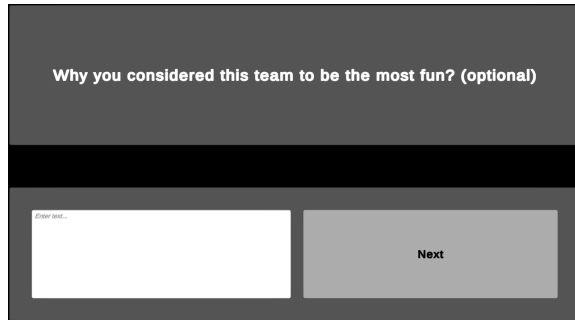 Why you considered this team to be the most fun? (optional)
Enter text...
Next